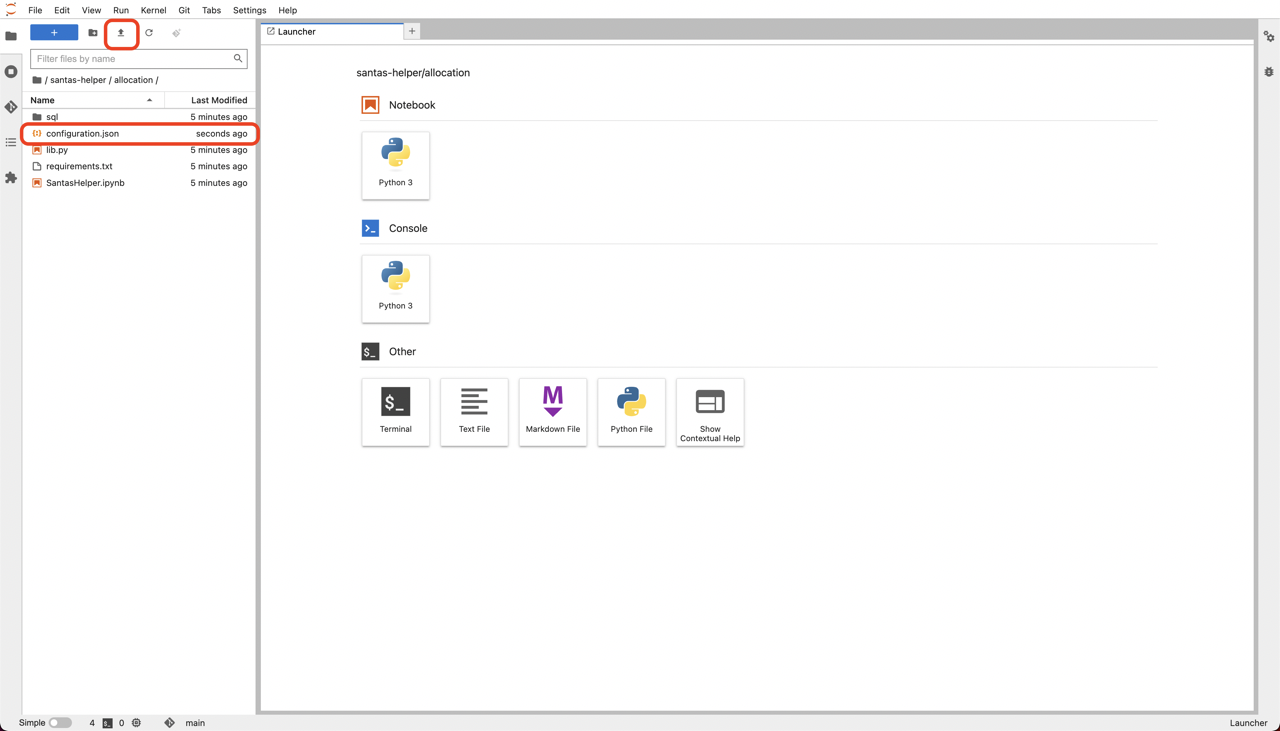 File Edit View Run Kernel Git Tabs Settings Help
+
Filter files by name
/ santas-helper / allocation /
Name Last Modified
sql 5 minutes ago
configuration.json seconds ago
lib.py 5 minutes ago
requirements.txt 5 minutes ago
SantasHelper.ipynb 5 minutes ago
Launcher +
santas-helper/allocation
Notebook
Python 3
>_ Console
Python 3
$_ Other
$_
Terminal
Text File
M
Markdown File
Python File
Show
Contextual Help
Simple 4 $_ 0 main Launcher